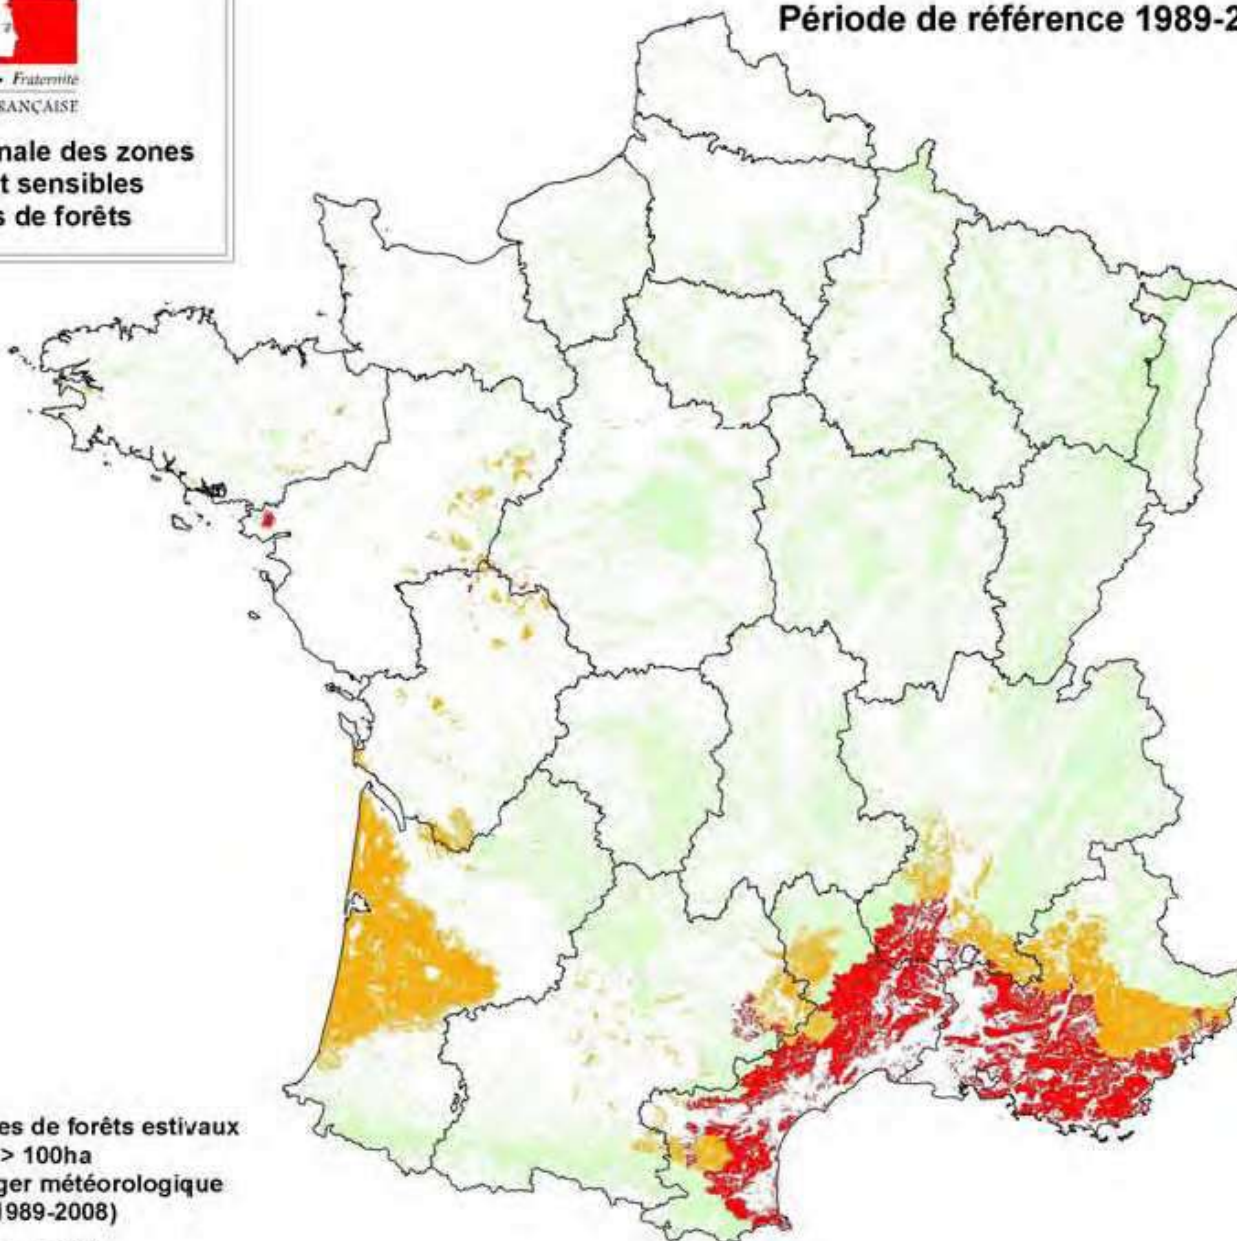 Période de référence 1989-2
Fraternité
RANÇAISE
nale des zones
t sensibles
s de forêts
es de forêts estivaux
> 100ha
ger météorologique
1989-2008)